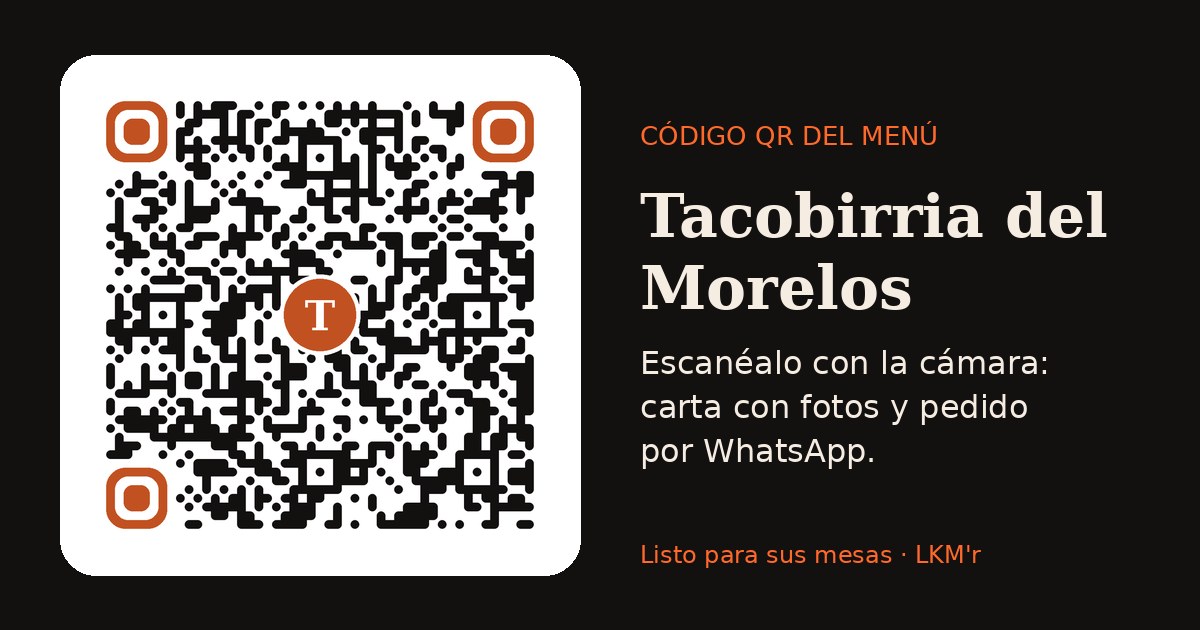 T
CÓDIGO QR DEL MENÚ
Tacobirria del
Morelos
Escanéalo con la cámara:
carta con fotos y pedido
por WhatsApp.
Listo para sus mesas · LKM'r